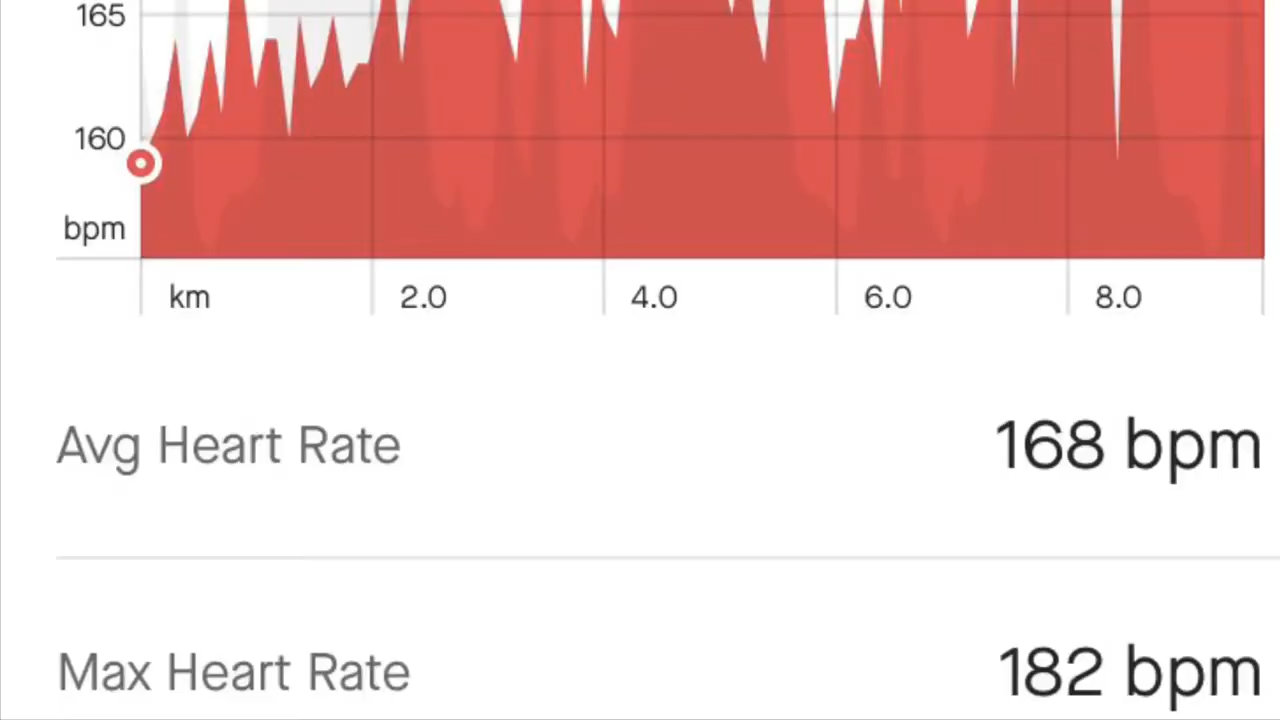 165
160
bpm
km 2.0 4.0 6.0 8.0
Avg Heart Rate 168 bpm
Max Heart Rate 182 bpm